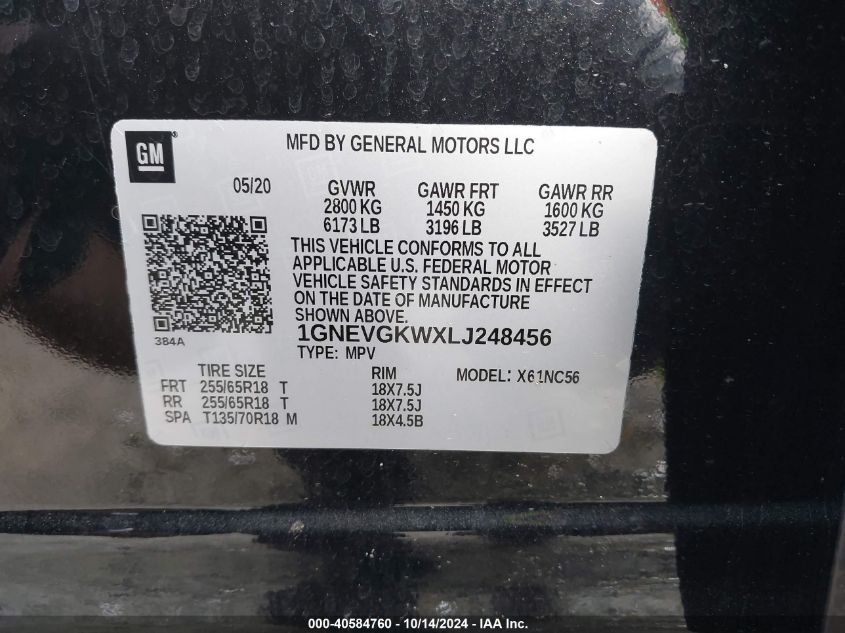 GM
MFD BY GENERAL MOTORS LLC
05/20
GVWR GAWR FRT GAWR RR
2800 KG 1450 KG 1600 KG
6173 LB 3196 LB 3527 LB
THIS VEHICLE CONFORMS TO ALL
APPLICABLE U.S. FEDERAL MOTOR
VEHICLE SAFETY STANDARDS IN EFFECT
ON THE DATE OF MANUFACTURE
SHOWN ABOVE.
384A
1GNEVGKWXLJ248456
TYPE: MPV
TIRE SIZE RIM MODEL: X61NC56
FRT 255/65R18 T 18X7.5J
RR 255/65R18 T 18X7.5J
SPA T135/70R18 M 18X4.5B
000-40584760 - 10/14/2024 - IAA Inc.